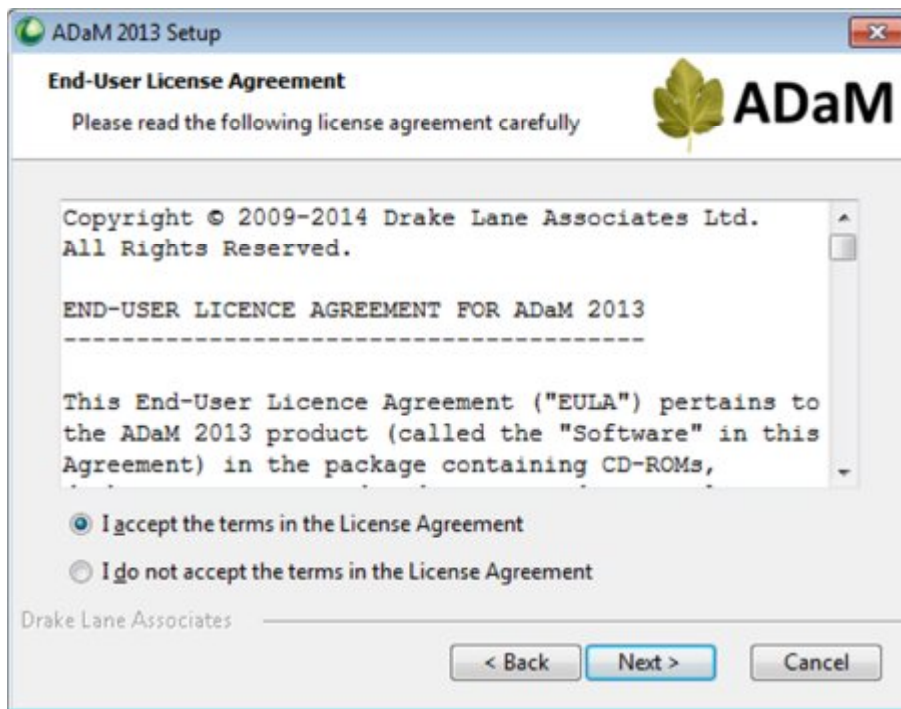 ADaM 2013 Setup
End-User License Agreement
Please read the following license agreement carefully
ADaM
Copyright © 2009-2014 Drake Lane Associates Ltd.
All Rights Reserved.
END-USER LICENCE AGREEMENT FOR ADaM 2013
----------------------------------------
This End-User Licence Agreement ("EULA") pertains to
the ADaM 2013 product (called the "Software" in this
Agreement) in the package containing CD-ROMs,
I accept the terms in the License Agreement
I do not accept the terms in the License Agreement
Drake Lane Associates
< Back
Next >
Cancel